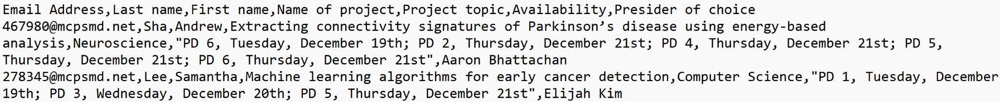 Email Address,Last name,First name,Name of project,Project topic,Availability,Presider of choice
467980@mcpsmd.net,Sha,Andrew,Extracting connectivity signatures of Parkinson’s disease using energy-based
analysis,Neuroscience,"PD 6, Tuesday, December 19th; PD 2, Thursday, December 21st; PD 4, Thursday, December 21st; PD 5,
Thursday, December 21st; PD 6, Thursday, December 21st",Aaron Bhattachan
278345@mcpsmd.net,Lee,Samantha,Machine learning algorithms for early cancer detection,Computer Science,"PD 1, Tuesday, December
19th; PD 3, Wednesday, December 20th; PD 5, Thursday, December 21st",Elijah Kim